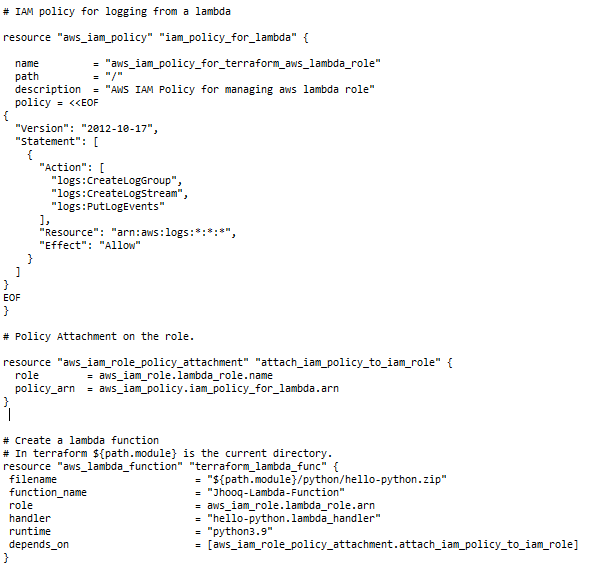 # IAM policy for logging from a lambda

resource "aws_iam_policy" "iam_policy_for_lambda" {

  name         = "aws_iam_policy_for_terraform_aws_lambda_role"
  path         = "/"
  description  = "AWS IAM Policy for managing aws lambda role"
  policy = <<EOF
{
  "Version": "2012-10-17",
  "Statement": [
    {
      "Action": [
        "logs:CreateLogGroup",
        "logs:CreateLogStream",
        "logs:PutLogEvents"
      ],
      "Resource": "arn:aws:logs:*:*:*",
      "Effect": "Allow"
    }
  ]
}
EOF
}

# Policy Attachment on the role.

resource "aws_iam_role_policy_attachment" "attach_iam_policy_to_iam_role" {
  role        = aws_iam_role.lambda_role.name
  policy_arn  = aws_iam_policy.iam_policy_for_lambda.arn
}

# Create a lambda function
# In terraform ${path.module} is the current directory.
resource "aws_lambda_function" "terraform_lambda_func" {
 filename                       = "${path.module}/python/hello-python.zip"
 function_name                  = "Jhooq-Lambda-Function"
 role                           = aws_iam_role.lambda_role.arn
 handler                        = "hello-python.lambda_handler"
 runtime                        = "python3.9"
 depends_on                     = [aws_iam_role_policy_attachment.attach_iam_policy_to_iam_role]
}